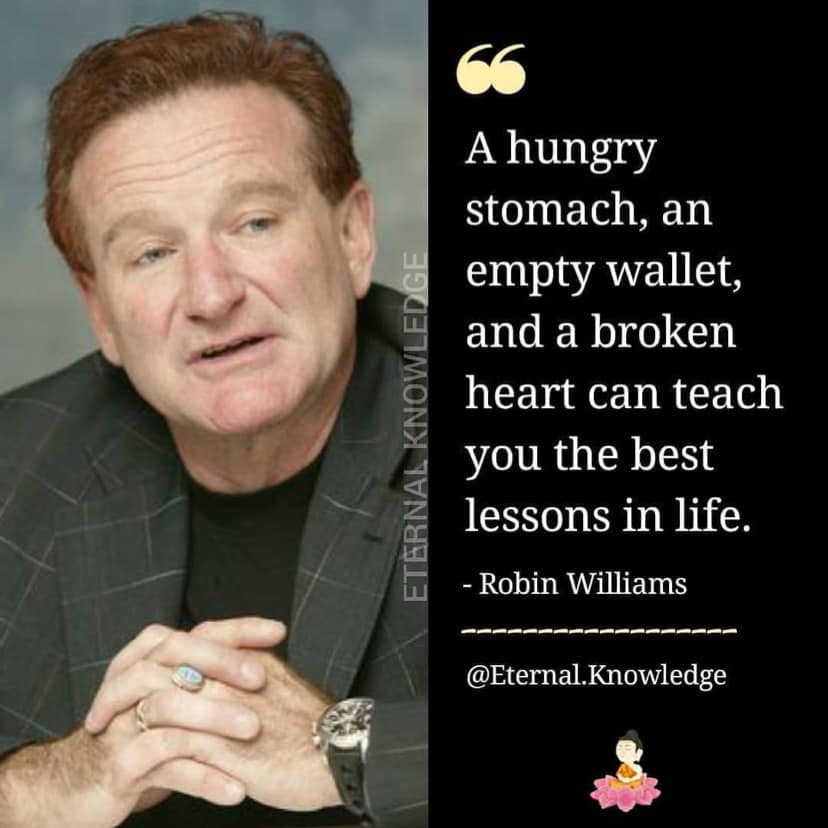 ❝
A hungry
stomach, an
empty wallet,
and a broken
heart can teach
you the best
lessons in life.
- Robin Williams
@Eternal.Knowledge
ETERNAL KNOWLEDGE